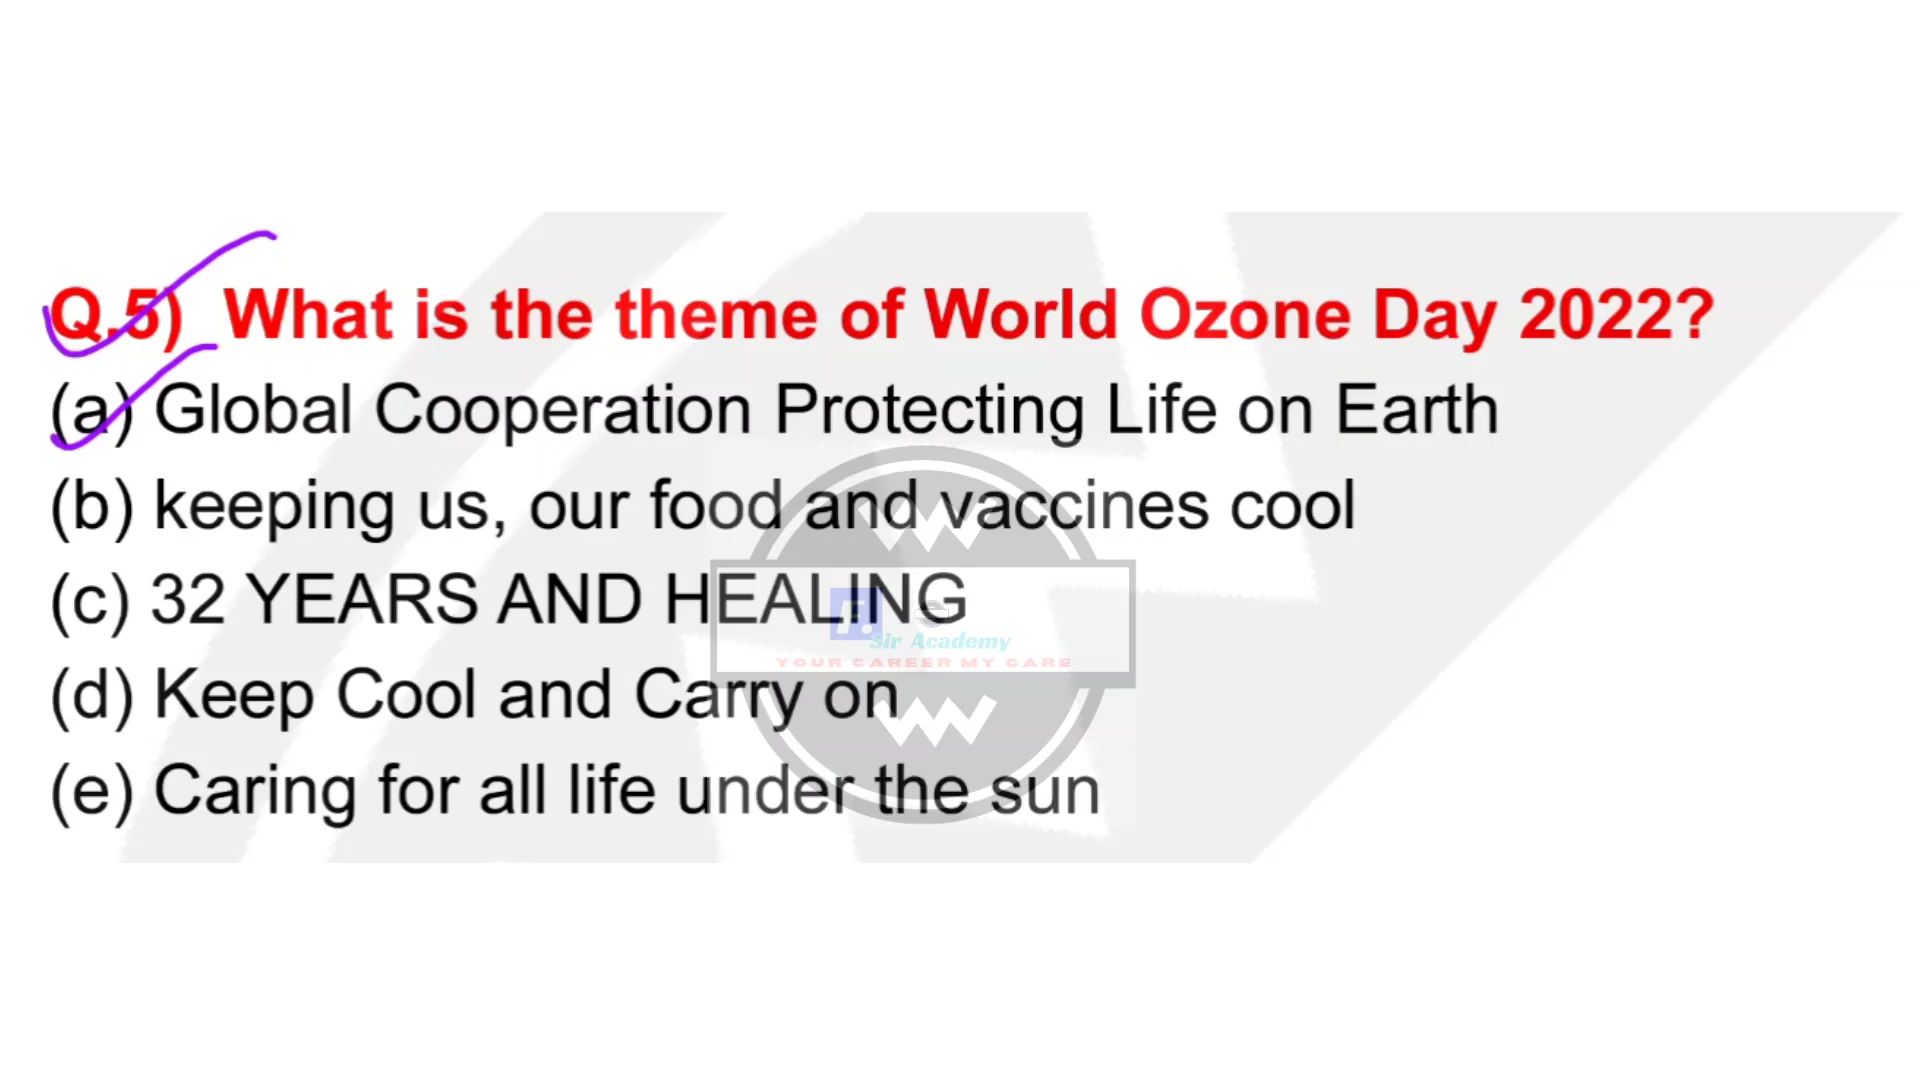 Q.5) What is the theme of World Ozone Day 2022?
(a) Global Cooperation Protecting Life on Earth
(b) keeping us, our food and vaccines cool
(c) 32 YEARS AND HEALING
Sir Academy
YOUR CAREER MY CARE
(d) Keep Cool and Carry on
(e) Caring for all life under the sun